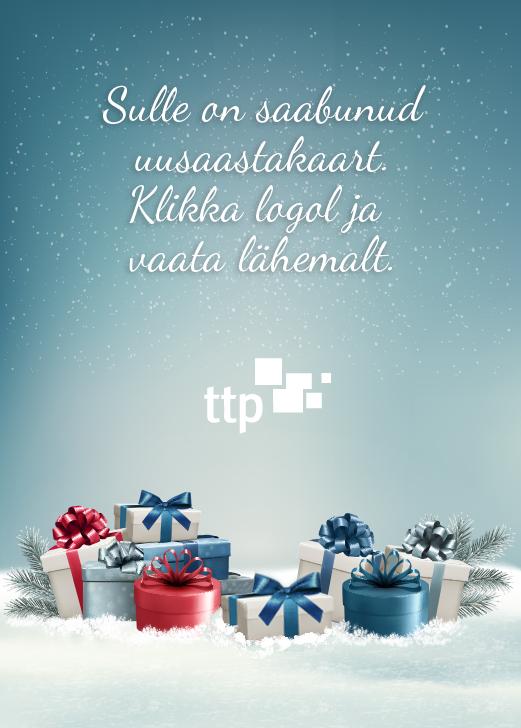 Sulle on saabunud
uusaastakaart.
Klikka logol ja
vaata lähemalt.
ttp